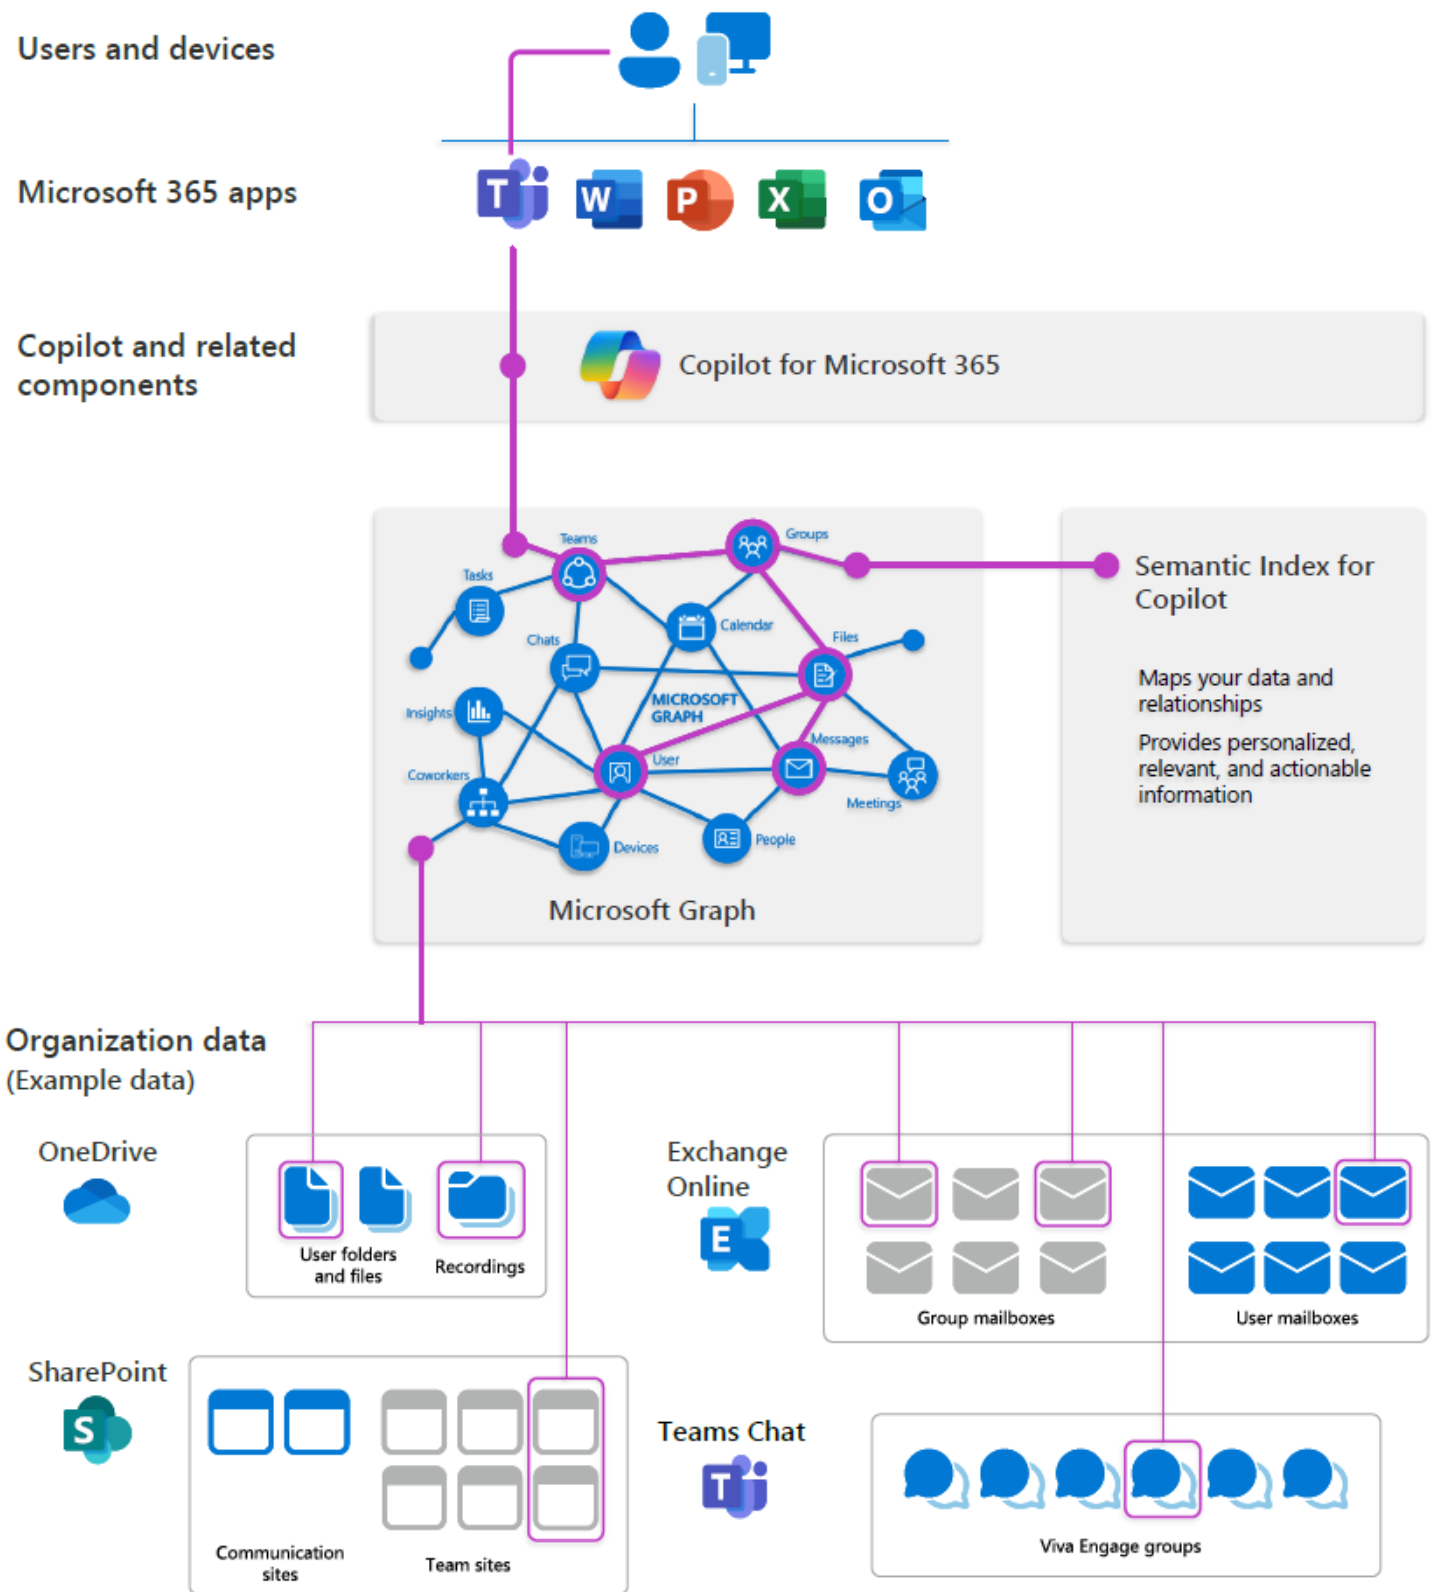 Users and devices
Microsoft 365 apps
T
W
P
X
O
Copilot and related
components
Copilot for Microsoft 365
Teams
Groups
Tasks
Calendar
Chats
Files
MICROSOFT
GRAPH
Insights
Messages
User
Coworkers
Meetings
Devices
People
Microsoft Graph
Semantic Index for
Copilot
Maps your data and
relationships
Provides personalized,
relevant, and actionable
information
Organization data
(Example data)
OneDrive
User folders
and files
Recordings
Exchange
Online
E
Group mailboxes
User mailboxes
SharePoint
S
Communication
sites
Team sites
Teams Chat
T
Viva Engage groups